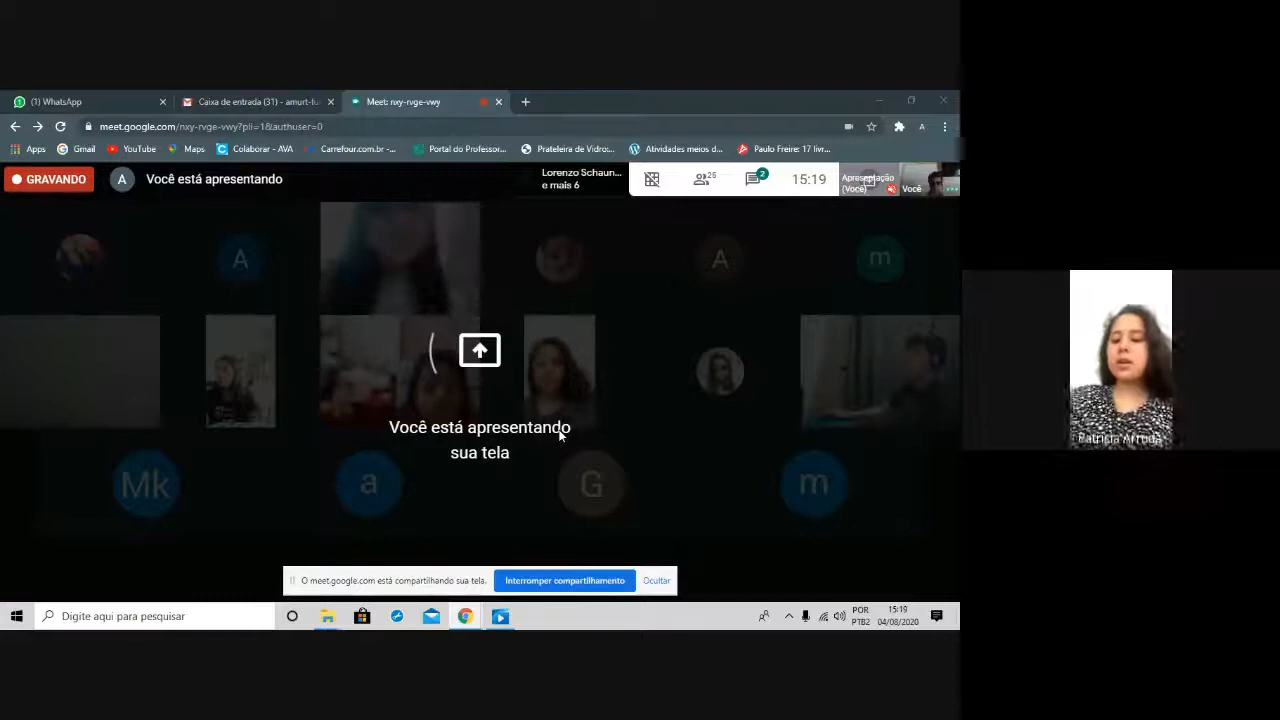 (1) WhatsApp
Caixa de entrada (31) - amurt-fu
Meet: nxy-rvge-vwy
meet.google.com/nxy-rvge-vwy?pli=1&authuser=0
Apps
Gmail
YouTube
Maps
Colaborar - AVA
Carrefour.com.br -...
Portal do Professor...
Prateleira de Vidro:...
Atividades meios d...
Paulo Freire: 17 livr...
GRAVANDO
A
Você está apresentando
Lorenzo Schaun...
e mais 6
25
2
15:19
Apresentação
(Você)
Você
A
A
m
Você está apresentando
sua tela
Patricia Arruda
Mk
a
G
m
O meet.google.com está compartilhando sua tela.
Interromper compartilhamento
Ocultar
Digite aqui para pesquisar
POR
PTB2
15:19
04/08/2020